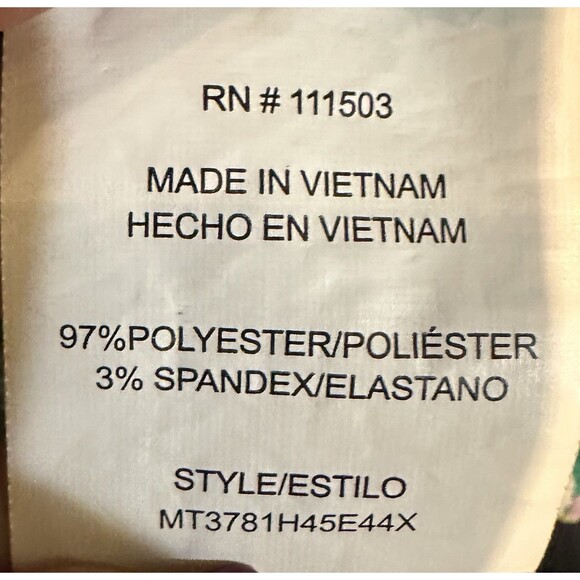 RN # 111503
MADE IN VIETNAM
HECHO EN VIETNAM
97%POLYESTER/POLIÉSTER
3% SPANDEX/ELASTANO
STYLE/ESTILO
MT3781H45E44X